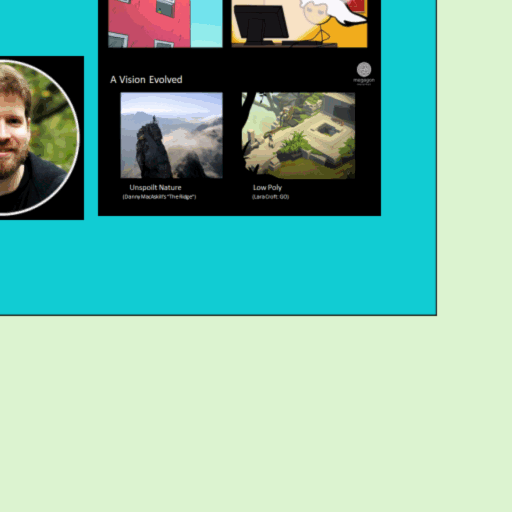 A Vision Evolved
megagon
Unspoilt Nature
Low Poly
(Danny MacAskill's "The Ridge")
(Lara Croft: GO)